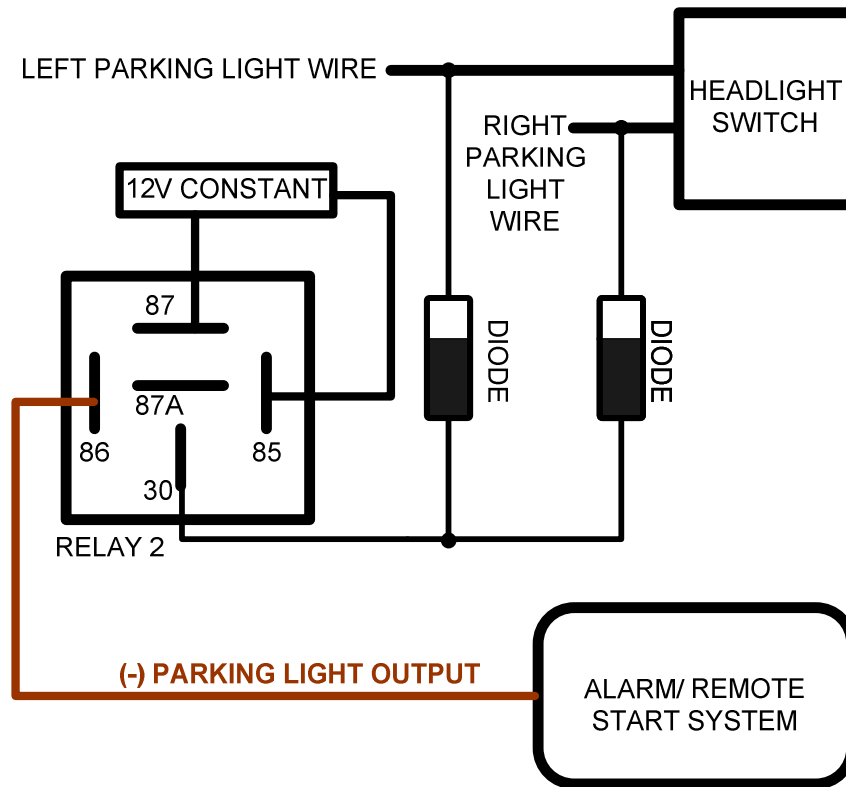 LEFT PARKING LIGHT WIRE
HEADLIGHT
SWITCH
RIGHT
PARKING
LIGHT
WIRE
12V CONSTANT
87
87A
86
85
30
RELAY 2
DIODE
DIODE
(-) PARKING LIGHT OUTPUT
ALARM/ REMOTE
START SYSTEM